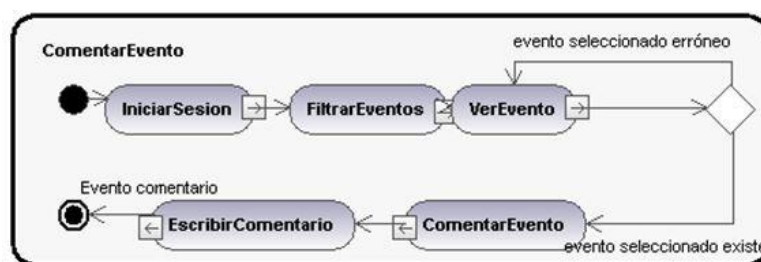 ComentarEvento
evento seleccionado erróneo
IniciarSesion
FiltrarEventos
VerEvento
Evento comentario
EscribirComentario
ComentarEvento
evento seleccionado existe